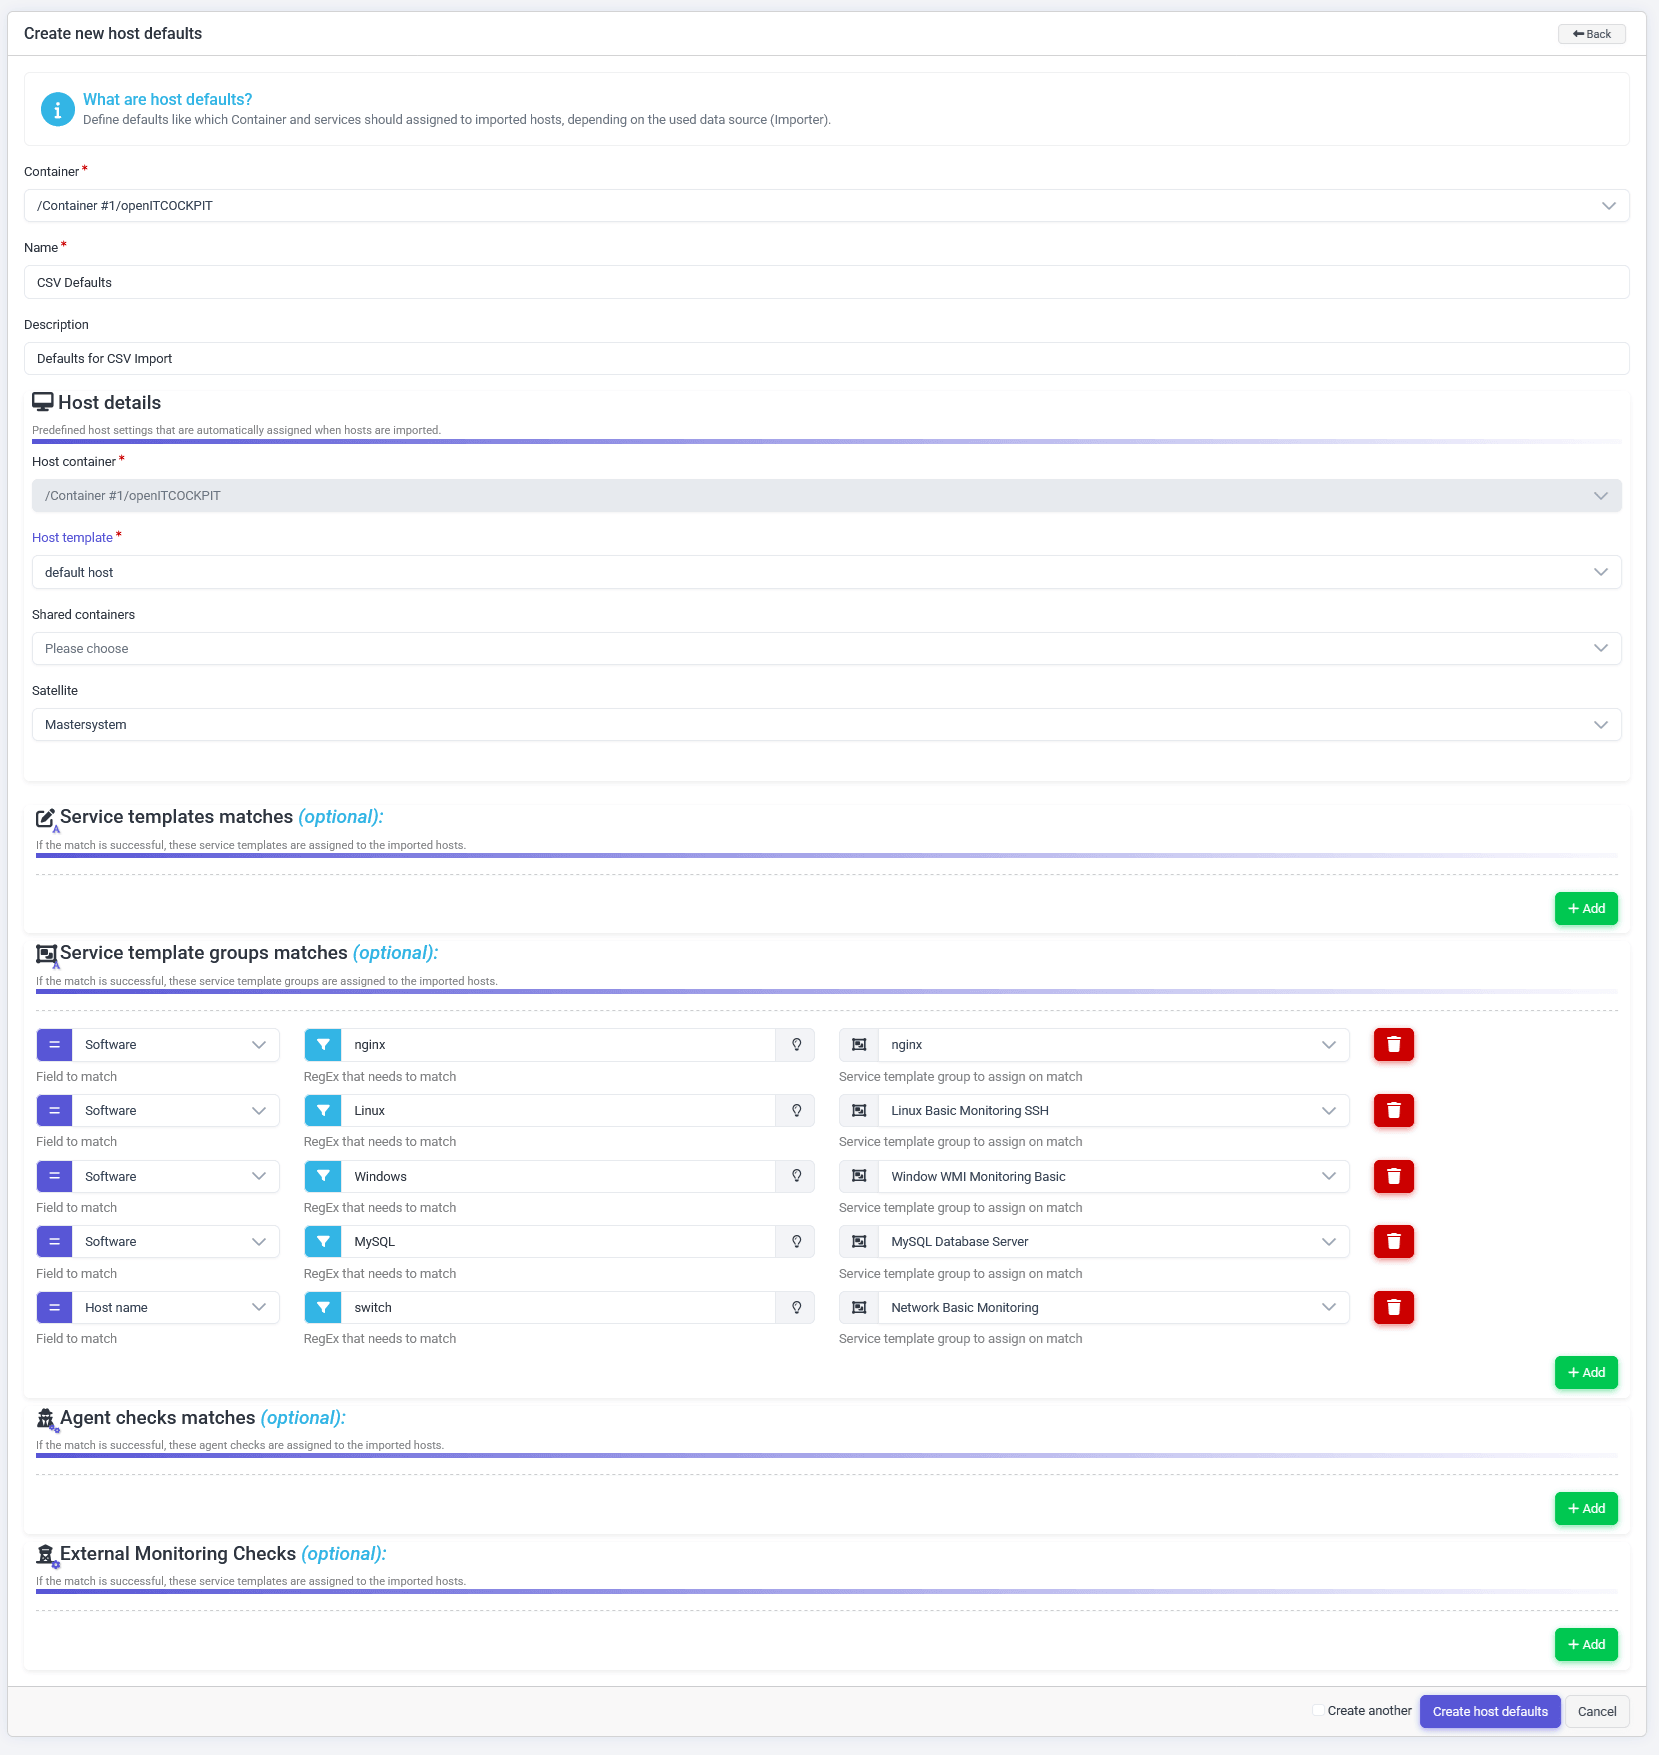 Create new host defaults
Back
What are host defaults?
Define defaults like which Container and services should assigned to imported hosts, depending on the used data source (Importer).
Container *
/Container #1/openITCOCKPIT
Name *
CSV Defaults
Description
Defaults for CSV Import
Host details
Predefined host settings that are automatically assigned when hosts are imported.
Host container *
/Container #1/openITCOCKPIT
Host template *
default host
Shared containers
Please choose
Satellite
Mastersystem
Service templates matches (optional):
If the match is successful, these service templates are assigned to the imported hosts.
+ Add
Service template groups matches (optional):
If the match is successful, these service template groups are assigned to the imported hosts.
= Software nginx nginx
Field to match RegEx that needs to match Service template group to assign on match
= Software Linux Linux Basic Monitoring SSH
Field to match RegEx that needs to match Service template group to assign on match
= Software Windows Window WMI Monitoring Basic
Field to match RegEx that needs to match Service template group to assign on match
= Software MySQL MySQL Database Server
Field to match RegEx that needs to match Service template group to assign on match
= Host name switch Network Basic Monitoring
Field to match RegEx that needs to match Service template group to assign on match
+ Add
Agent checks matches (optional):
If the match is successful, these agent checks are assigned to the imported hosts.
+ Add
External Monitoring Checks (optional):
If the match is successful, these service templates are assigned to the imported hosts.
+ Add
Create another Create host defaults Cancel